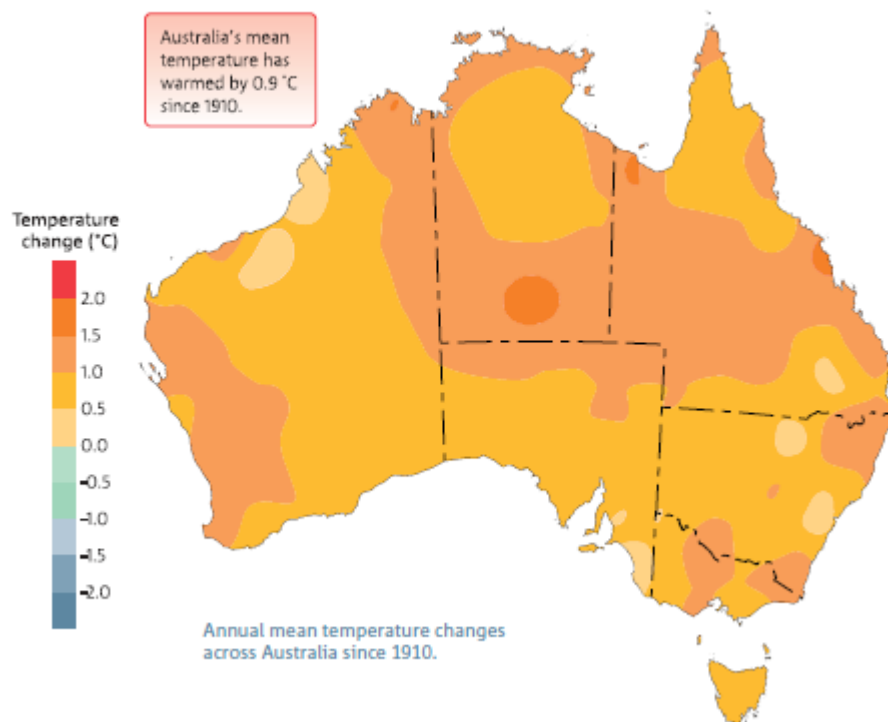 Australia's mean
temperature has
warmed by 0.9 °C
since 1910.
Temperature
change (°C)
2.0
1.5
1.0
0.5
0.0
-0.5
-1.0
-1.5
-2.0
Annual mean temperature changes
across Australia since 1910.